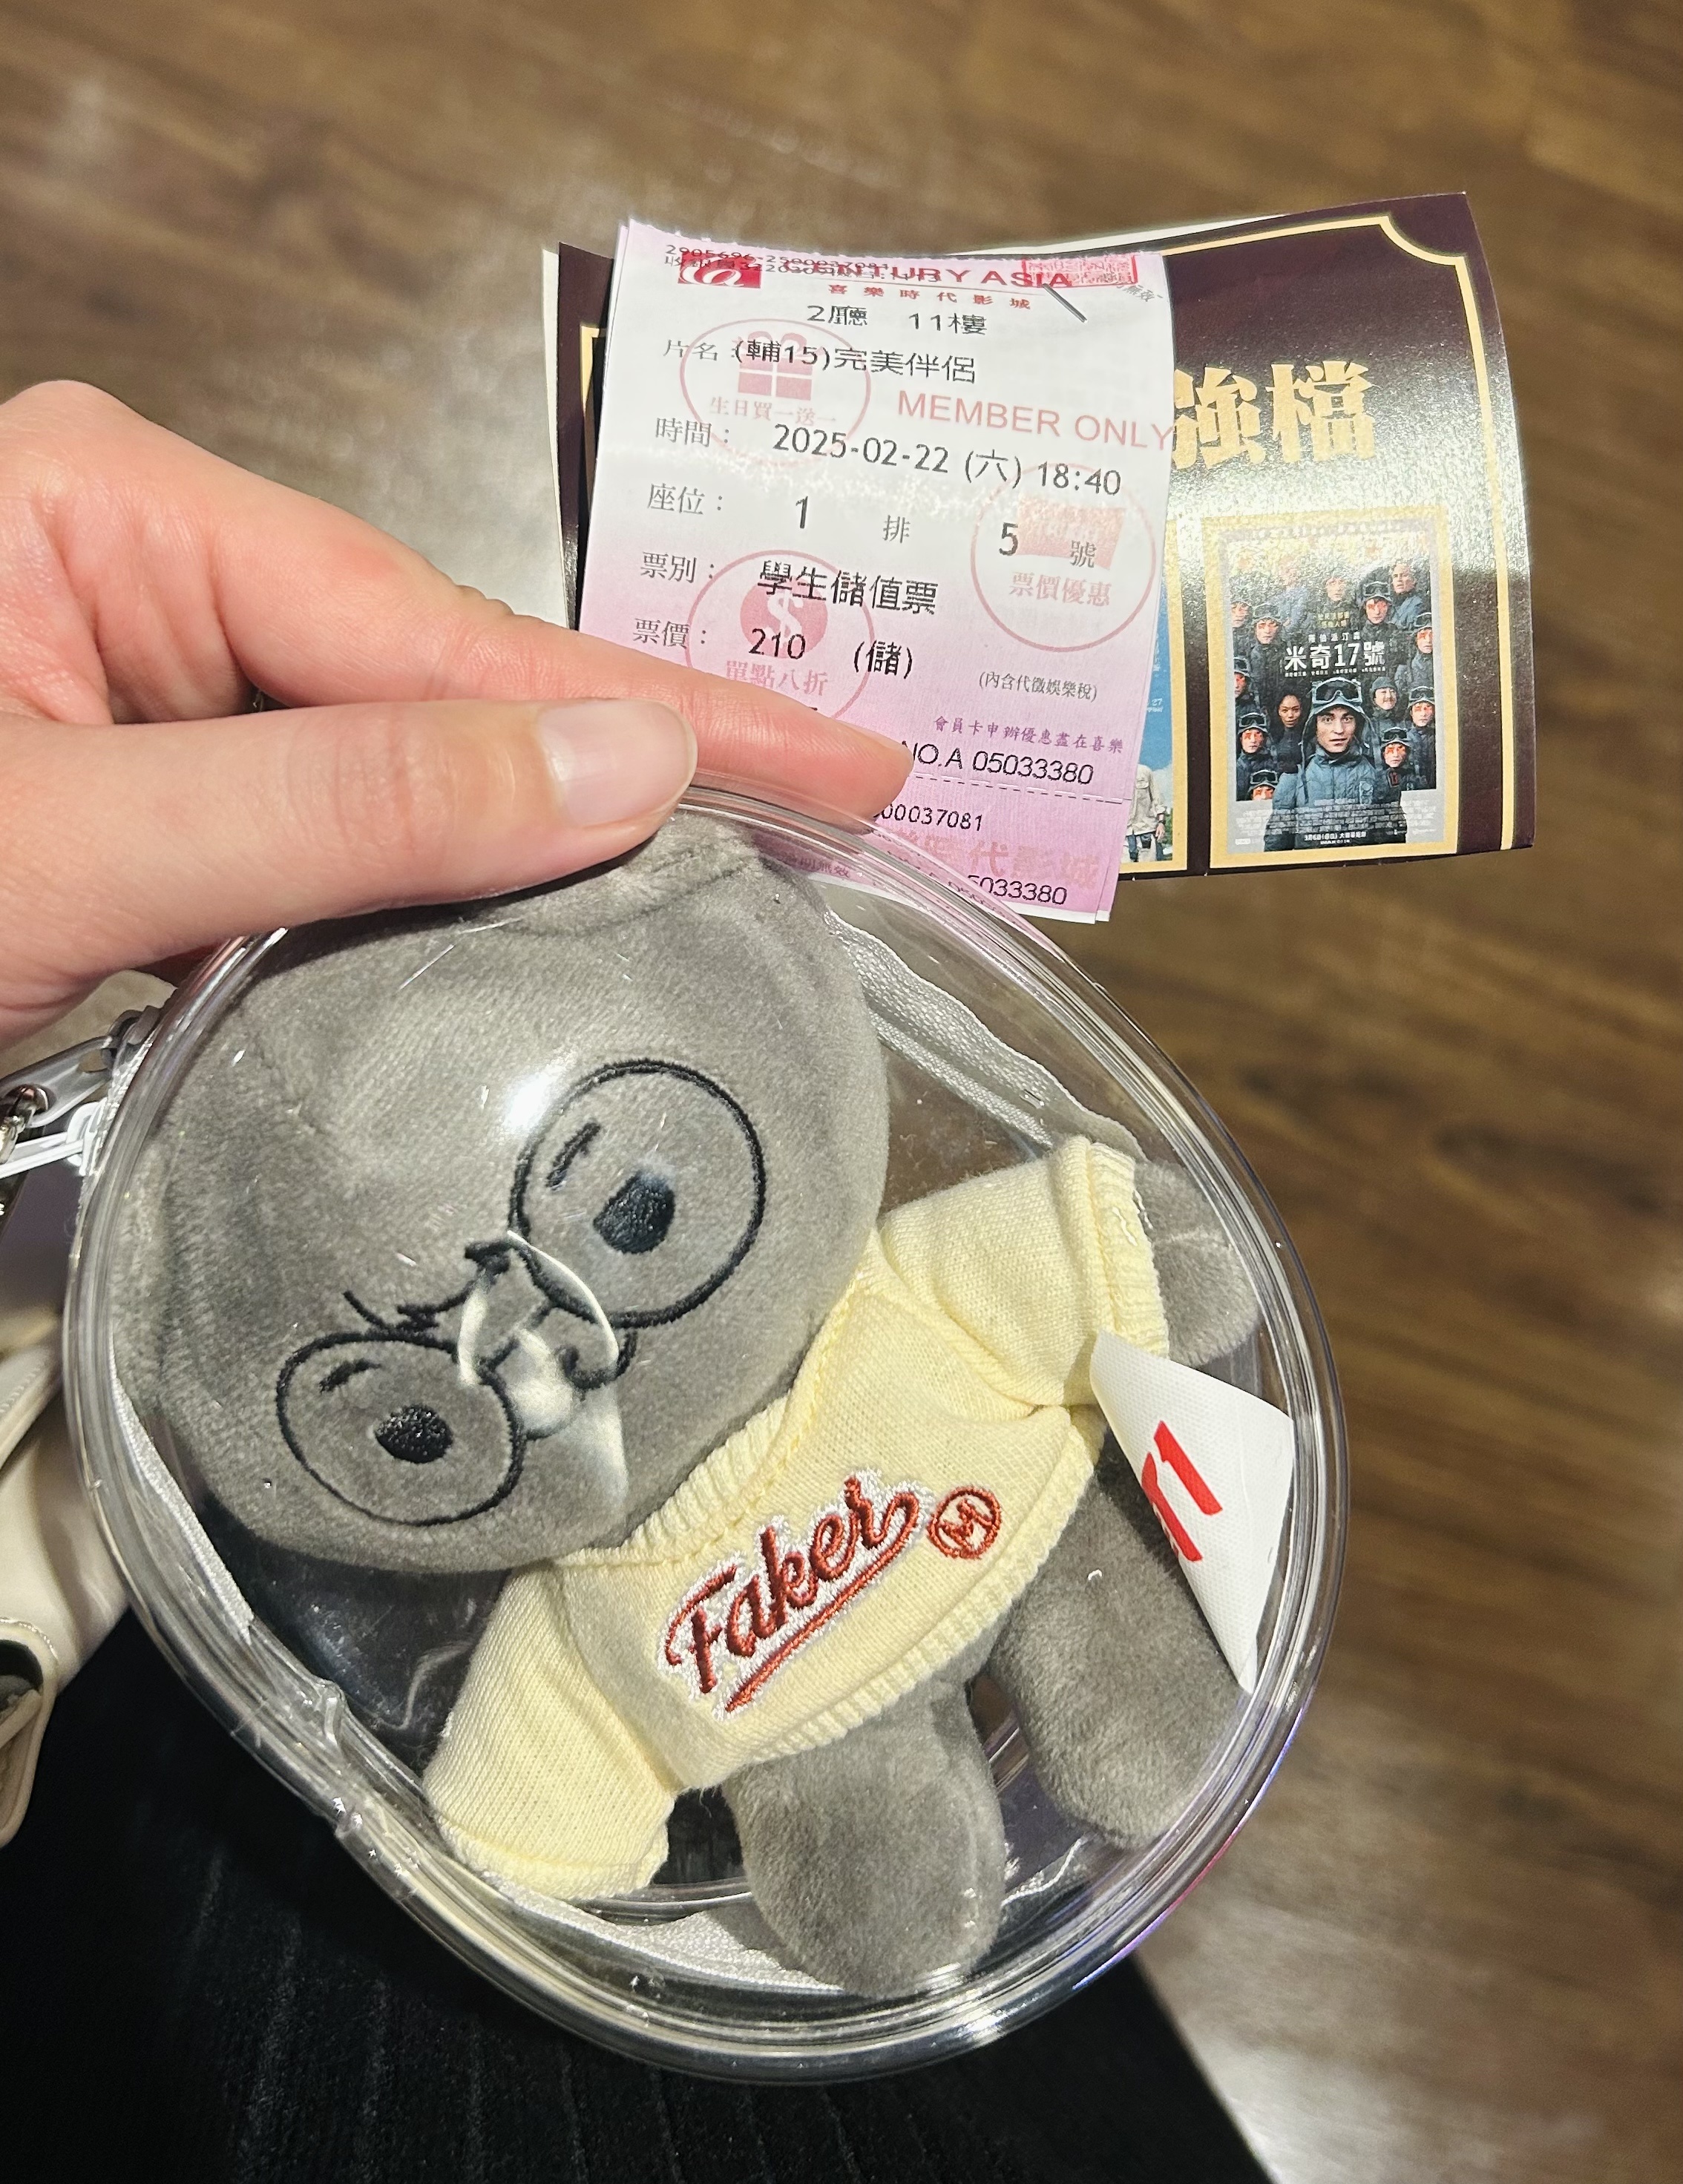 CENTURY ASIA
喜樂時代影城
2廳 11樓
片名:(輔15)完美伴侶
生日買一送一
MEMBER ONLY
時間: 2025-02-22 (六) 18:40
座位: 1 排 5 號
票價優惠
票別: 學生儲值票
票價: 210 (儲)
單點八折
(內含代徵娛樂稅)
會員卡申辦優惠盡在喜樂
NO.A 05033380
00037081
5033380
強檔
米奇17號
Faker
M
T1